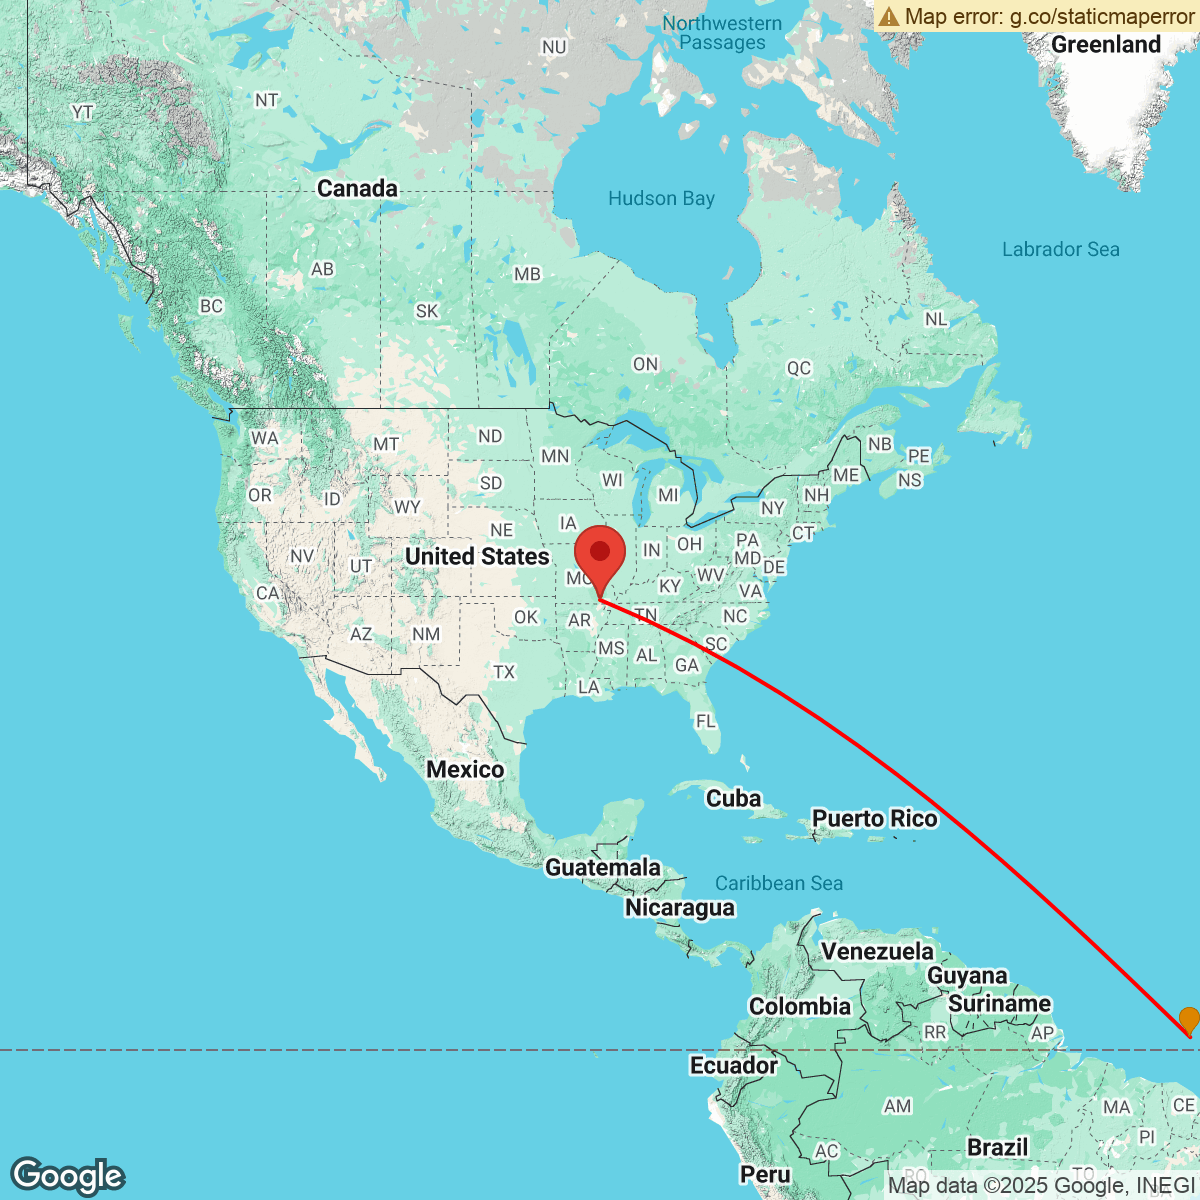 Map error: g.co/staticmaperror
Northwestern
Passages
Greenland
NU
NT
YT
Canada
Hudson Bay
Labrador Sea
AB
MB
BC
SK
NL
ON
QC
WA
MT
ND
MN
NB
PE
ME
NS
OR
ID
WY
SD
WI
MI
NH
NY
IA
NE
CT
PA
OH
IN
MD
United States
NV
UT
DE
WV
MO
KY
VA
CA
OK
AR
TN
NC
AZ
NM
MS
AL
SC
GA
TX
LA
FL
Mexico
Cuba
Puerto Rico
Guatemala
Caribbean Sea
Nicaragua
Venezuela
Guyana
Colombia
Suriname
RR
AP
Ecuador
AM
MA
CE
PI
Brazil
AC
Peru
RO
TO
Google
Map data ©2025 Google, INEGI